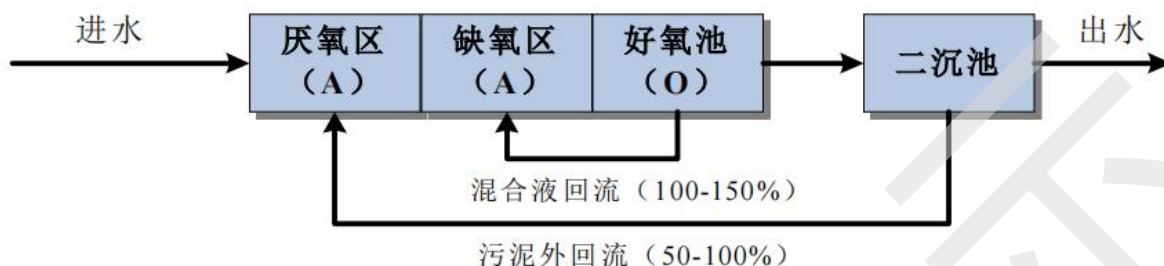 进水
厌氧区
（A）
缺氧区
（A）
好氧池
（O）
二沉池
出水
混合液回流（100-150%）
污泥外回流（50-100%）